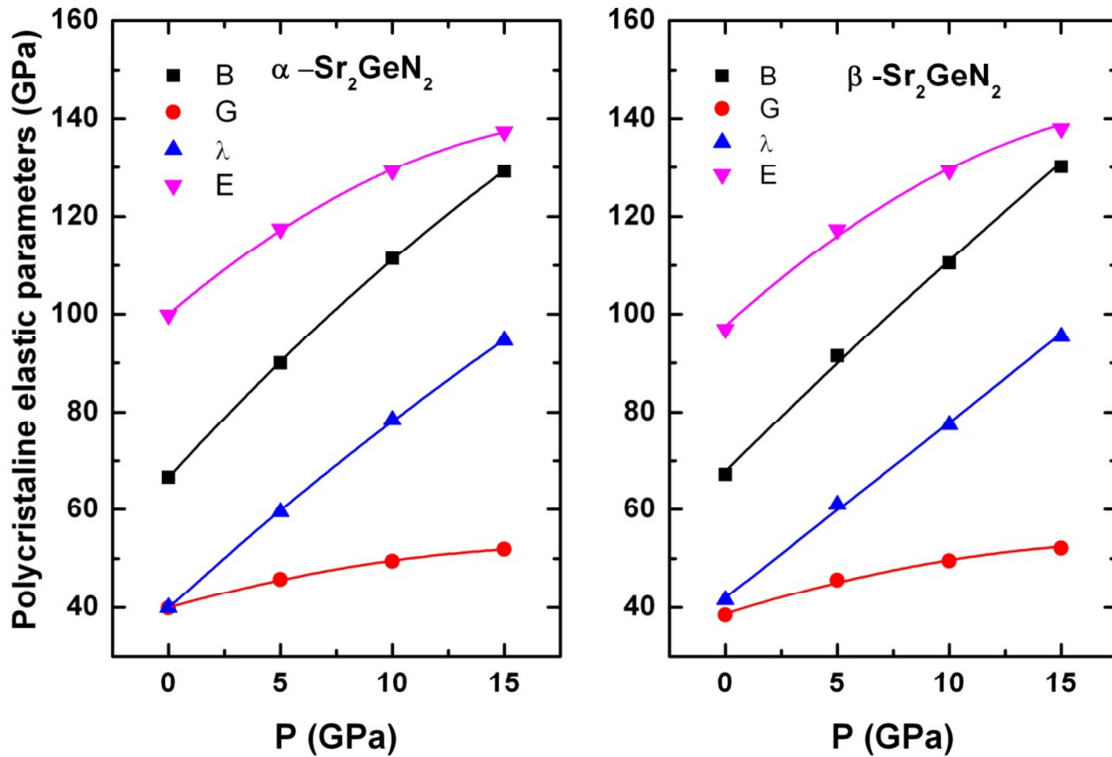 Polycristaline elastic parameters (GPa)
160
140
120
100
80
60
40
α –Sr₂GeN₂
B
G
λ
E
0 5 10 15
P (GPa)
160
140
120
100
80
60
40
β -Sr₂GeN₂
B
G
λ
E
0 5 10 15
P (GPa)